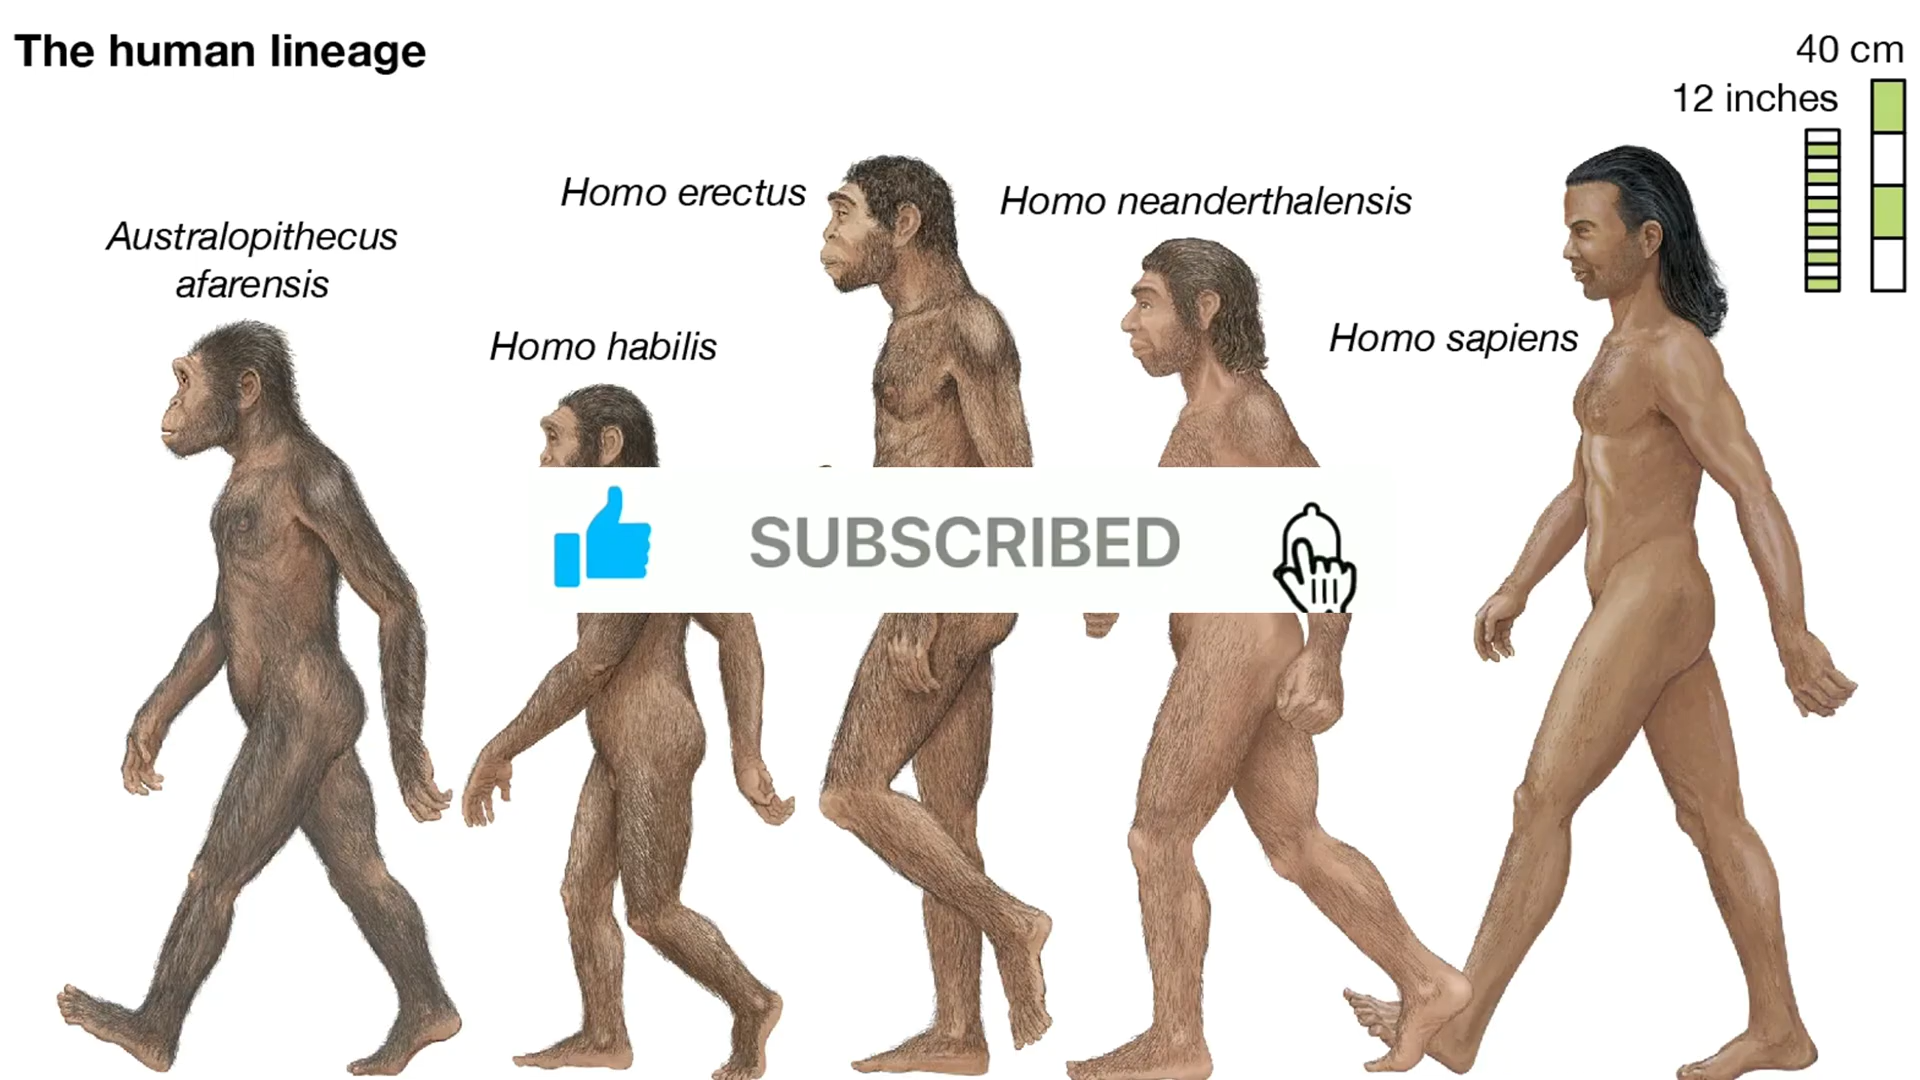 The human lineage
40 cm
12 inches
Homo erectus
Homo neanderthalensis
Australopithecus
afarensis
Homo habilis
Homo sapiens
SUBSCRIBED